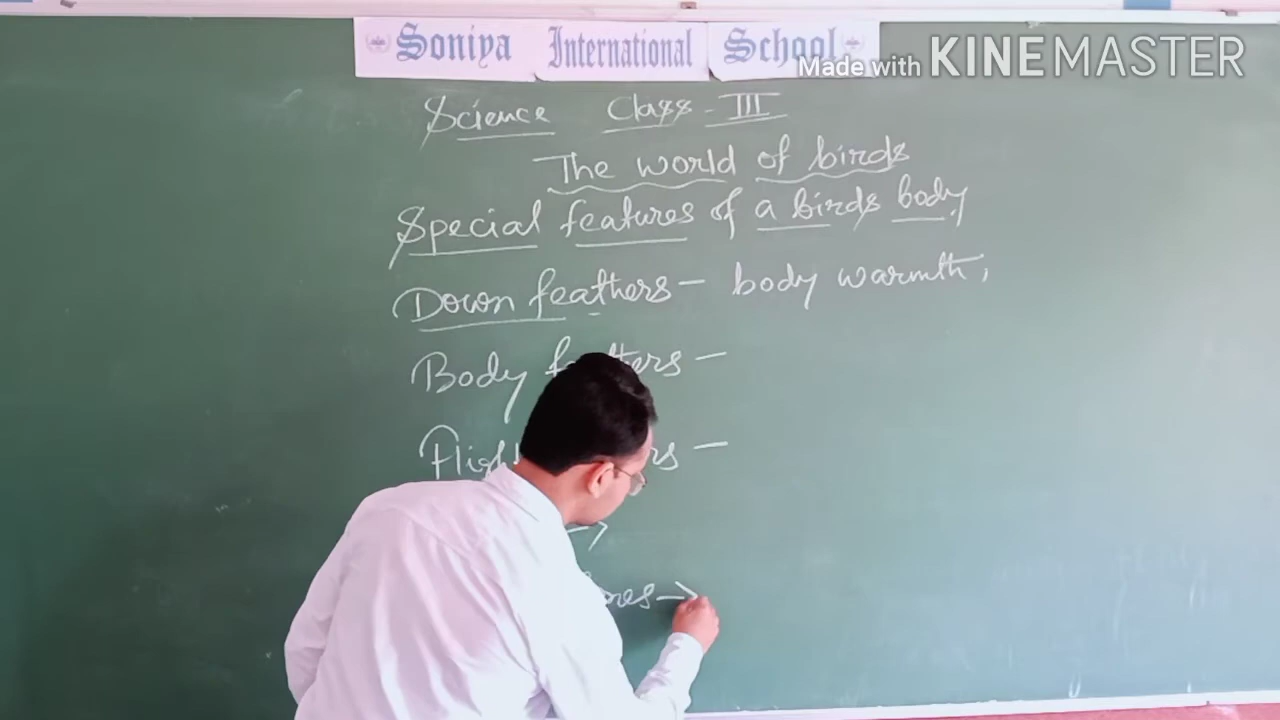 Soniya International School
Made with KINEMASTER
Science Class - III
The world of birds
Special features of a birds body
Down feathers - body warmth,
Body feathers -
-